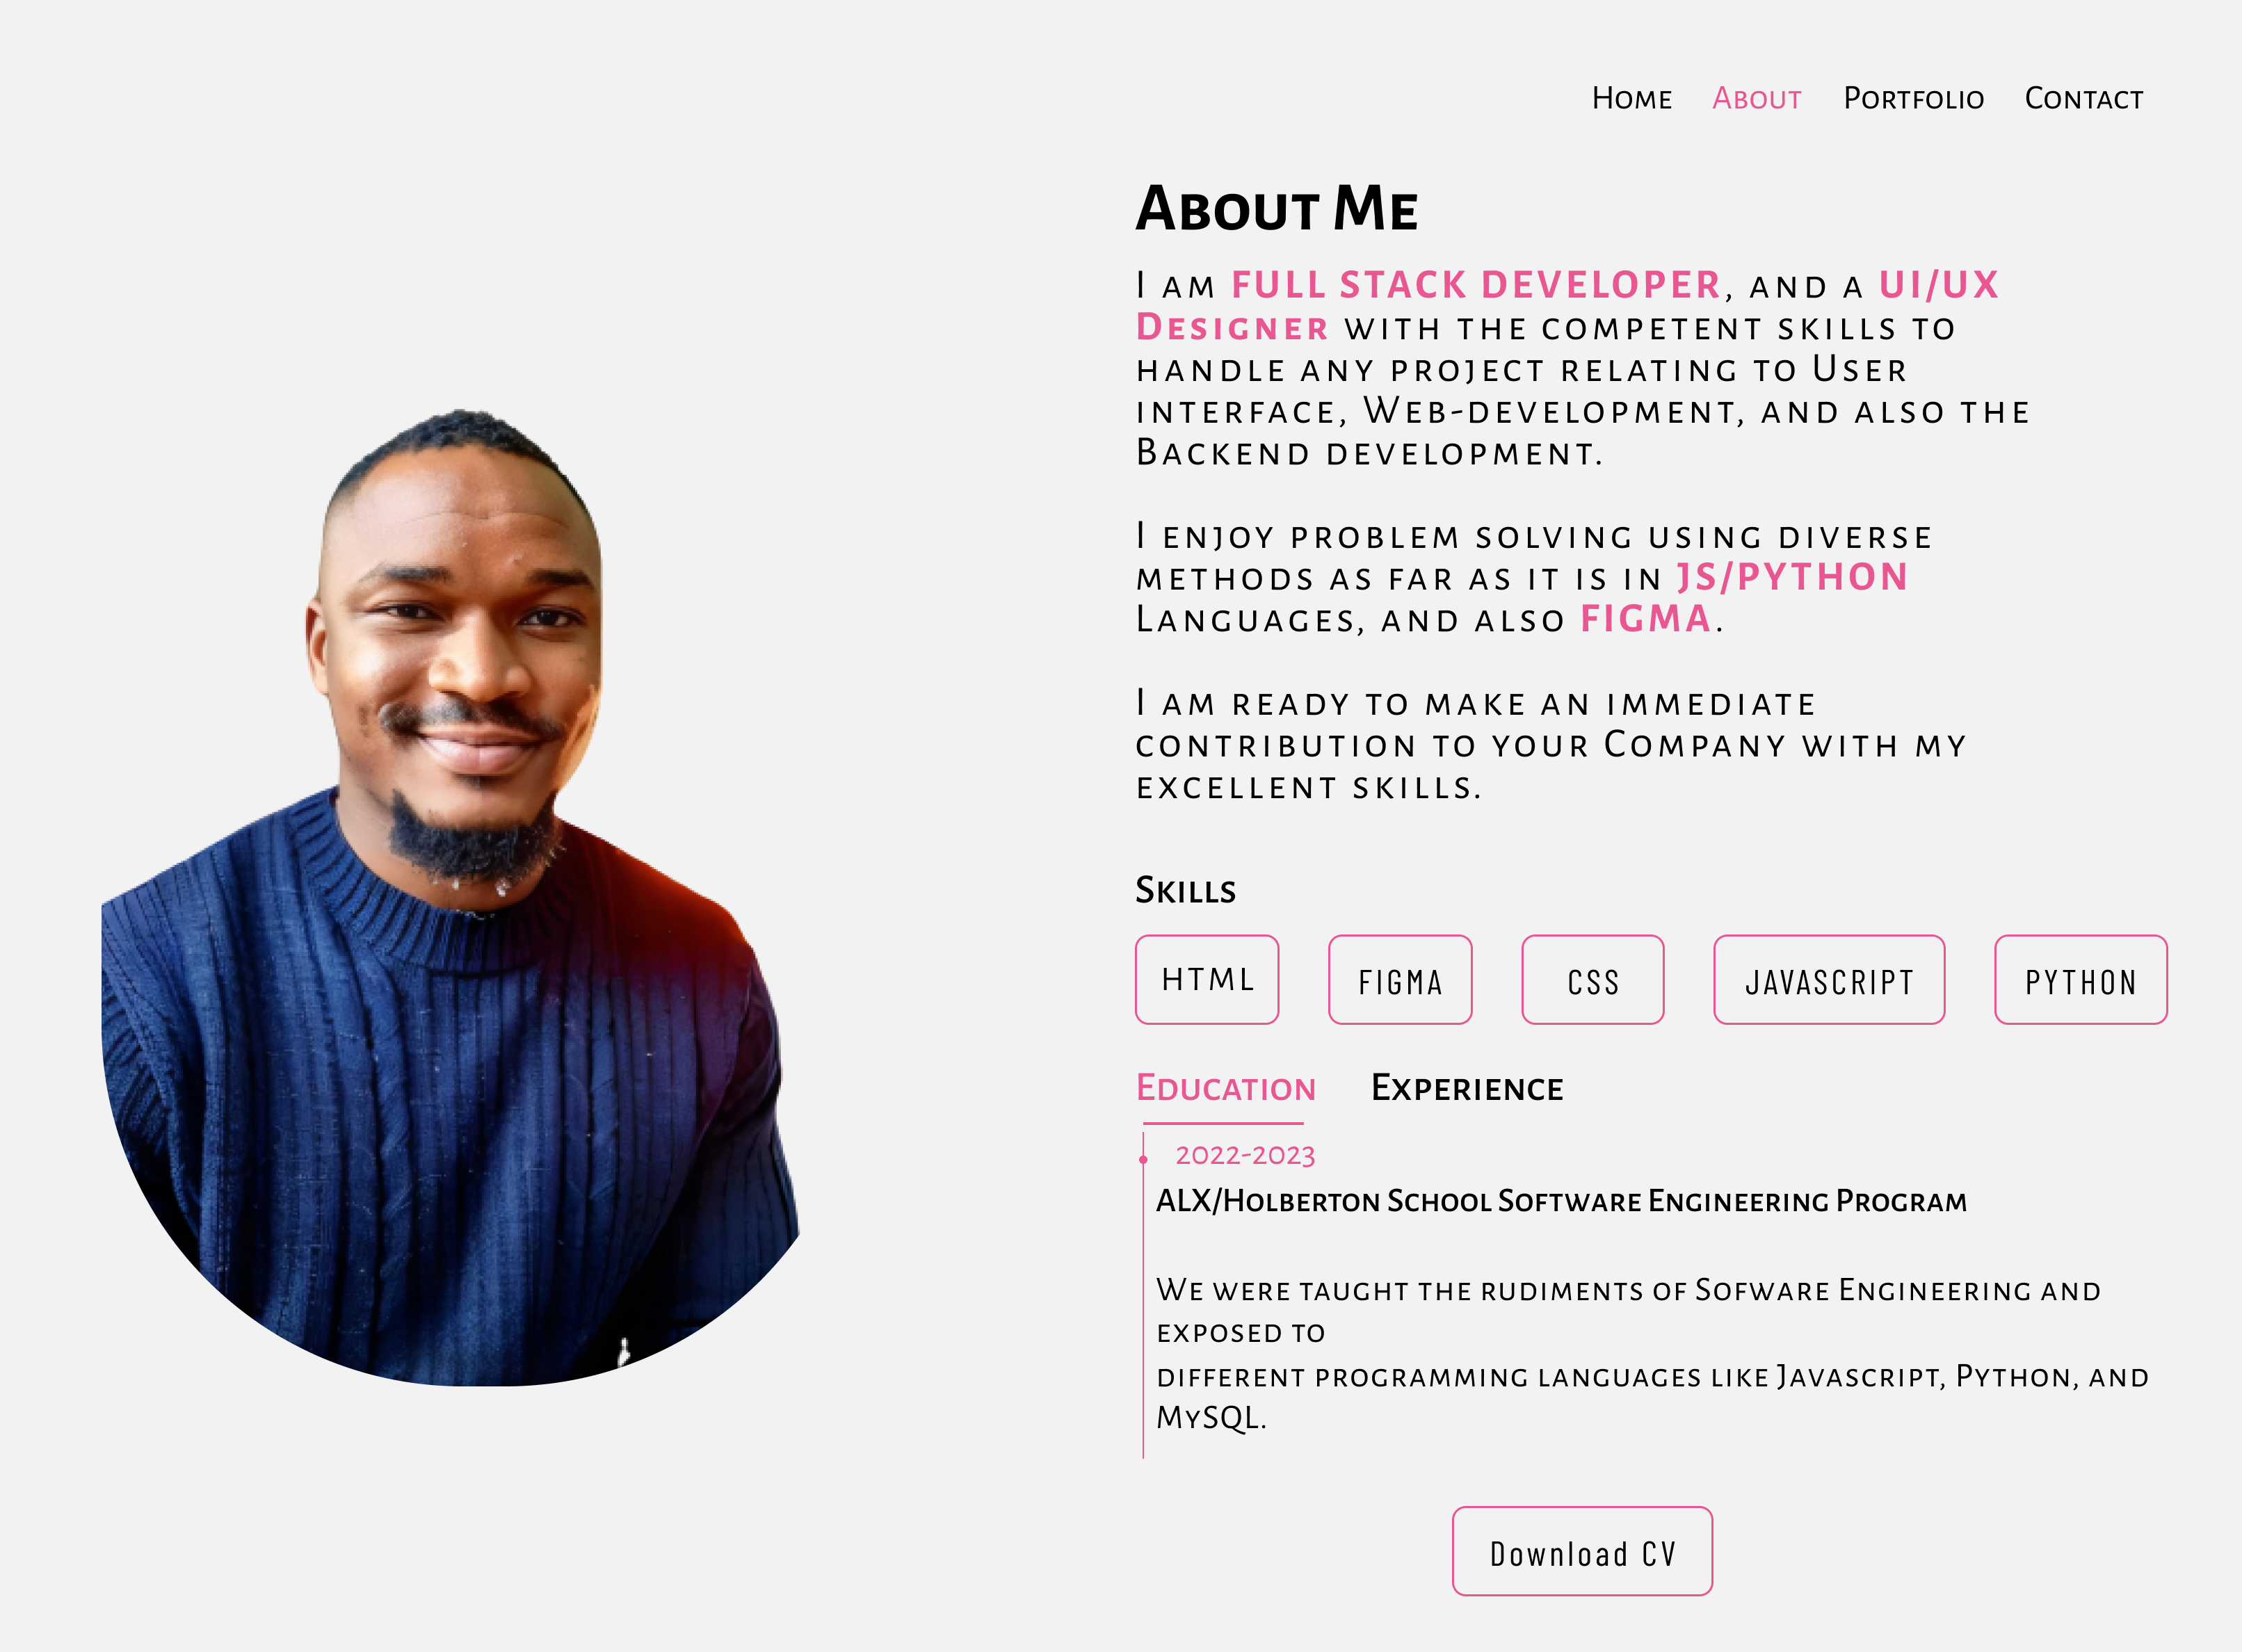 Home About Portfolio Contact
About Me
I am FULL STACK DEVELOPER, and a UI/UX
Designer with the competent skills to
handle any project relating to User
interface, Web-development, and also the
Backend development.
I enjoy problem solving using diverse
methods as far as it is in JS/PYTHON
Languages, and also FIGMA.
I am ready to make an immediate
contribution to your Company with my
excellent skills.
Skills
HTML FIGMA CSS JAVASCRIPT PYTHON
Education Experience
2022-2023
ALX/Holberton School Software Engineering Program
We were taught the rudiments of Sofware Engineering and
exposed to
different programming languages like Javascript, Python, and
MySQL.
Download CV